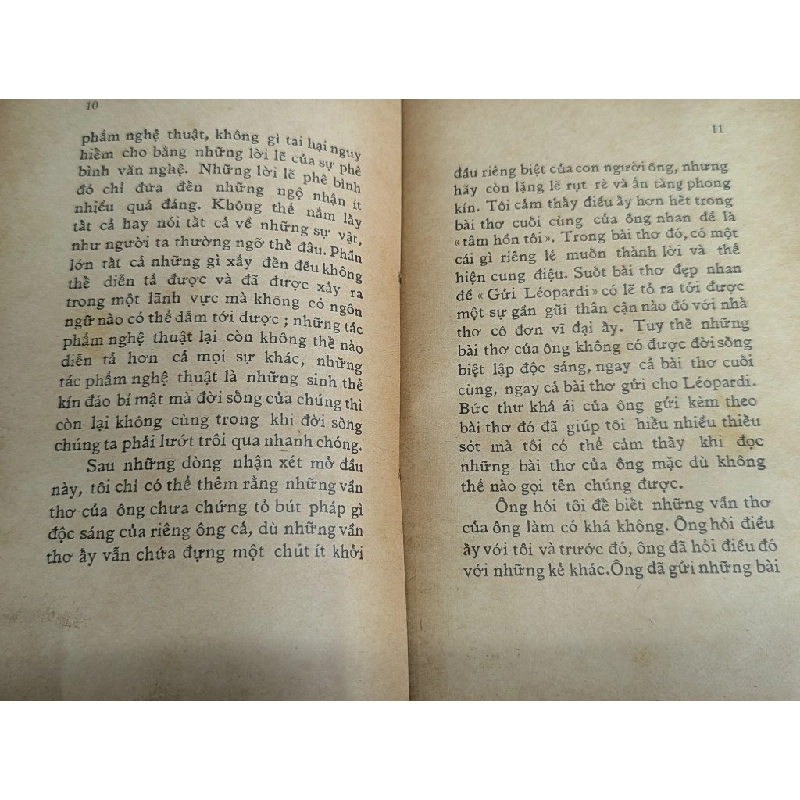 10
phẩm nghệ thuật, không gì tai hại nguy
hiểm cho bằng những lời lẽ của sự phê
bình văn nghệ. Những lời lẽ phê bình
đó chỉ đưa đến những ngộ nhận ít
nhiều quá đáng. Không thể nắm lấy
tất cả hay nói tất cả về những sự vật,
như người ta thường ngỡ thế đâu. Phần
lớn tất cả những gì xảy đến đều không
thể diễn tả được và đã được xảy ra
trong một lãnh vực mà không có ngôn
ngữ nào có thể dẫm tới được ; những tác
phẩm nghệ thuật lại còn không thể nào
diễn tả hơn cả mọi sự khác, những
tác phẩm nghệ thuật là những sinh thể
kín đáo bí mật mà đời sống của chúng thì
còn lại không cùng trong khi đời sống
chúng ta phải lướt trôi qua nhanh chóng.
Sau những dòng nhận xét mở đầu
này, tôi chỉ có thể thêm rằng những vần
thơ của ông chưa chứng tỏ bút pháp gì
độc sáng của riêng ông cả, dù những vần
thơ ấy vẫn chứa đựng một chút ít khởi
11
đầu riêng biệt của con người ông, nhưng
hãy còn lặng lẽ rụt rè và ẩn tàng phong
kín. Tôi cảm thấy điều ấy hơn hết trong
bài thơ cuối cùng của ông nhan đề là
«tâm hồn tôi». Trong bài thơ đó, có một
cái gì riêng lẻ muốn thành lời và thể
hiện cung điệu. Suốt bài thơ đẹp nhan
đề « Gửi Léopardi» có lẽ tỏ ra tới được
một sự gần gũi thân cận nào đó với nhà
thơ cô đơn vĩ đại ấy. Tuy thế những
bài thơ của ông không có được đời sống
biệt lập độc sáng, ngay cả bài thơ cuối
cùng, ngay cả bài thơ gửi cho Léopardi.
Bức thư khả ái của ông gửi kèm theo
bài thơ đó đã giúp tôi hiểu nhiều thiếu
sót mà tôi có thể cảm thấy khi đọc
những bài thơ của ông mặc dù không
thể nào gọi tên chúng được.
Ông hỏi tôi để biết những vần thơ
của ông làm có khá không. Ông hỏi điều
ấy với tôi và trước đó, ông đã hỏi điều đó
với những kẻ khác. Ông đã gửi những bài